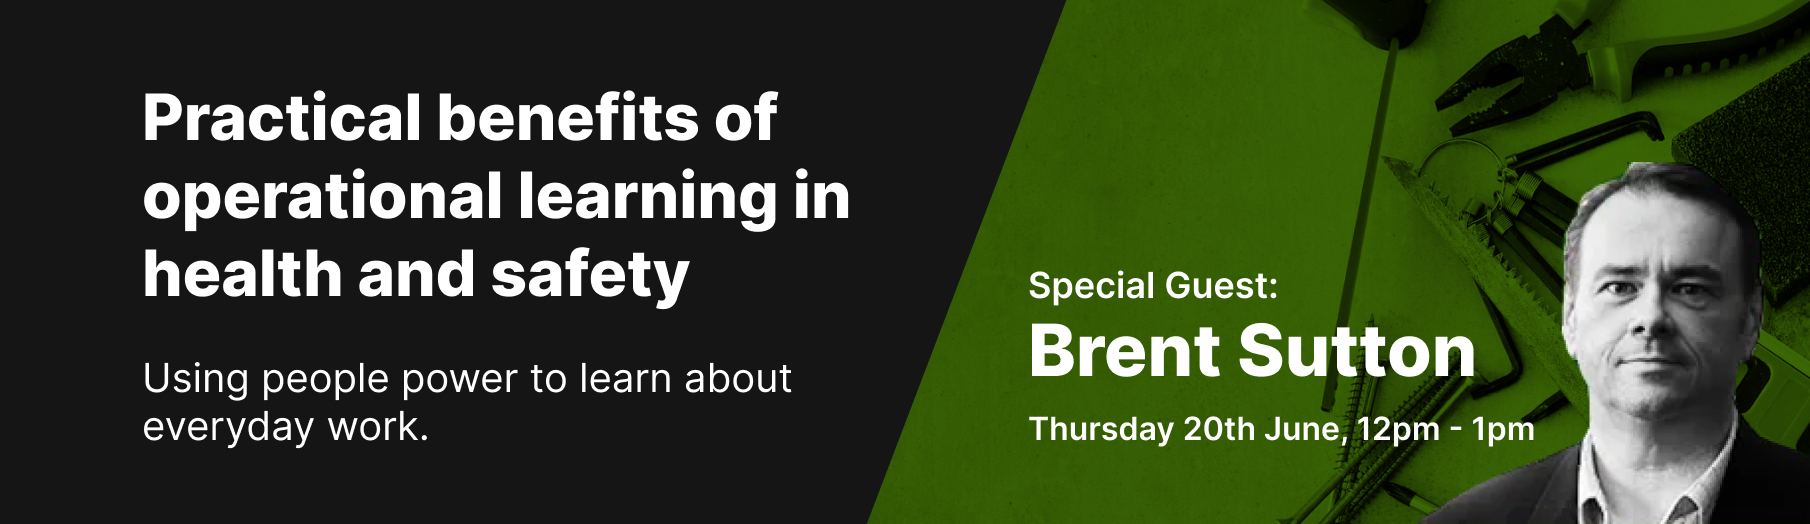 Practical benefits of
operational learning in
health and safety
Using people power to learn about
everyday work.
Special Guest:
Brent Sutton
Thursday 20th June, 12pm - 1pm